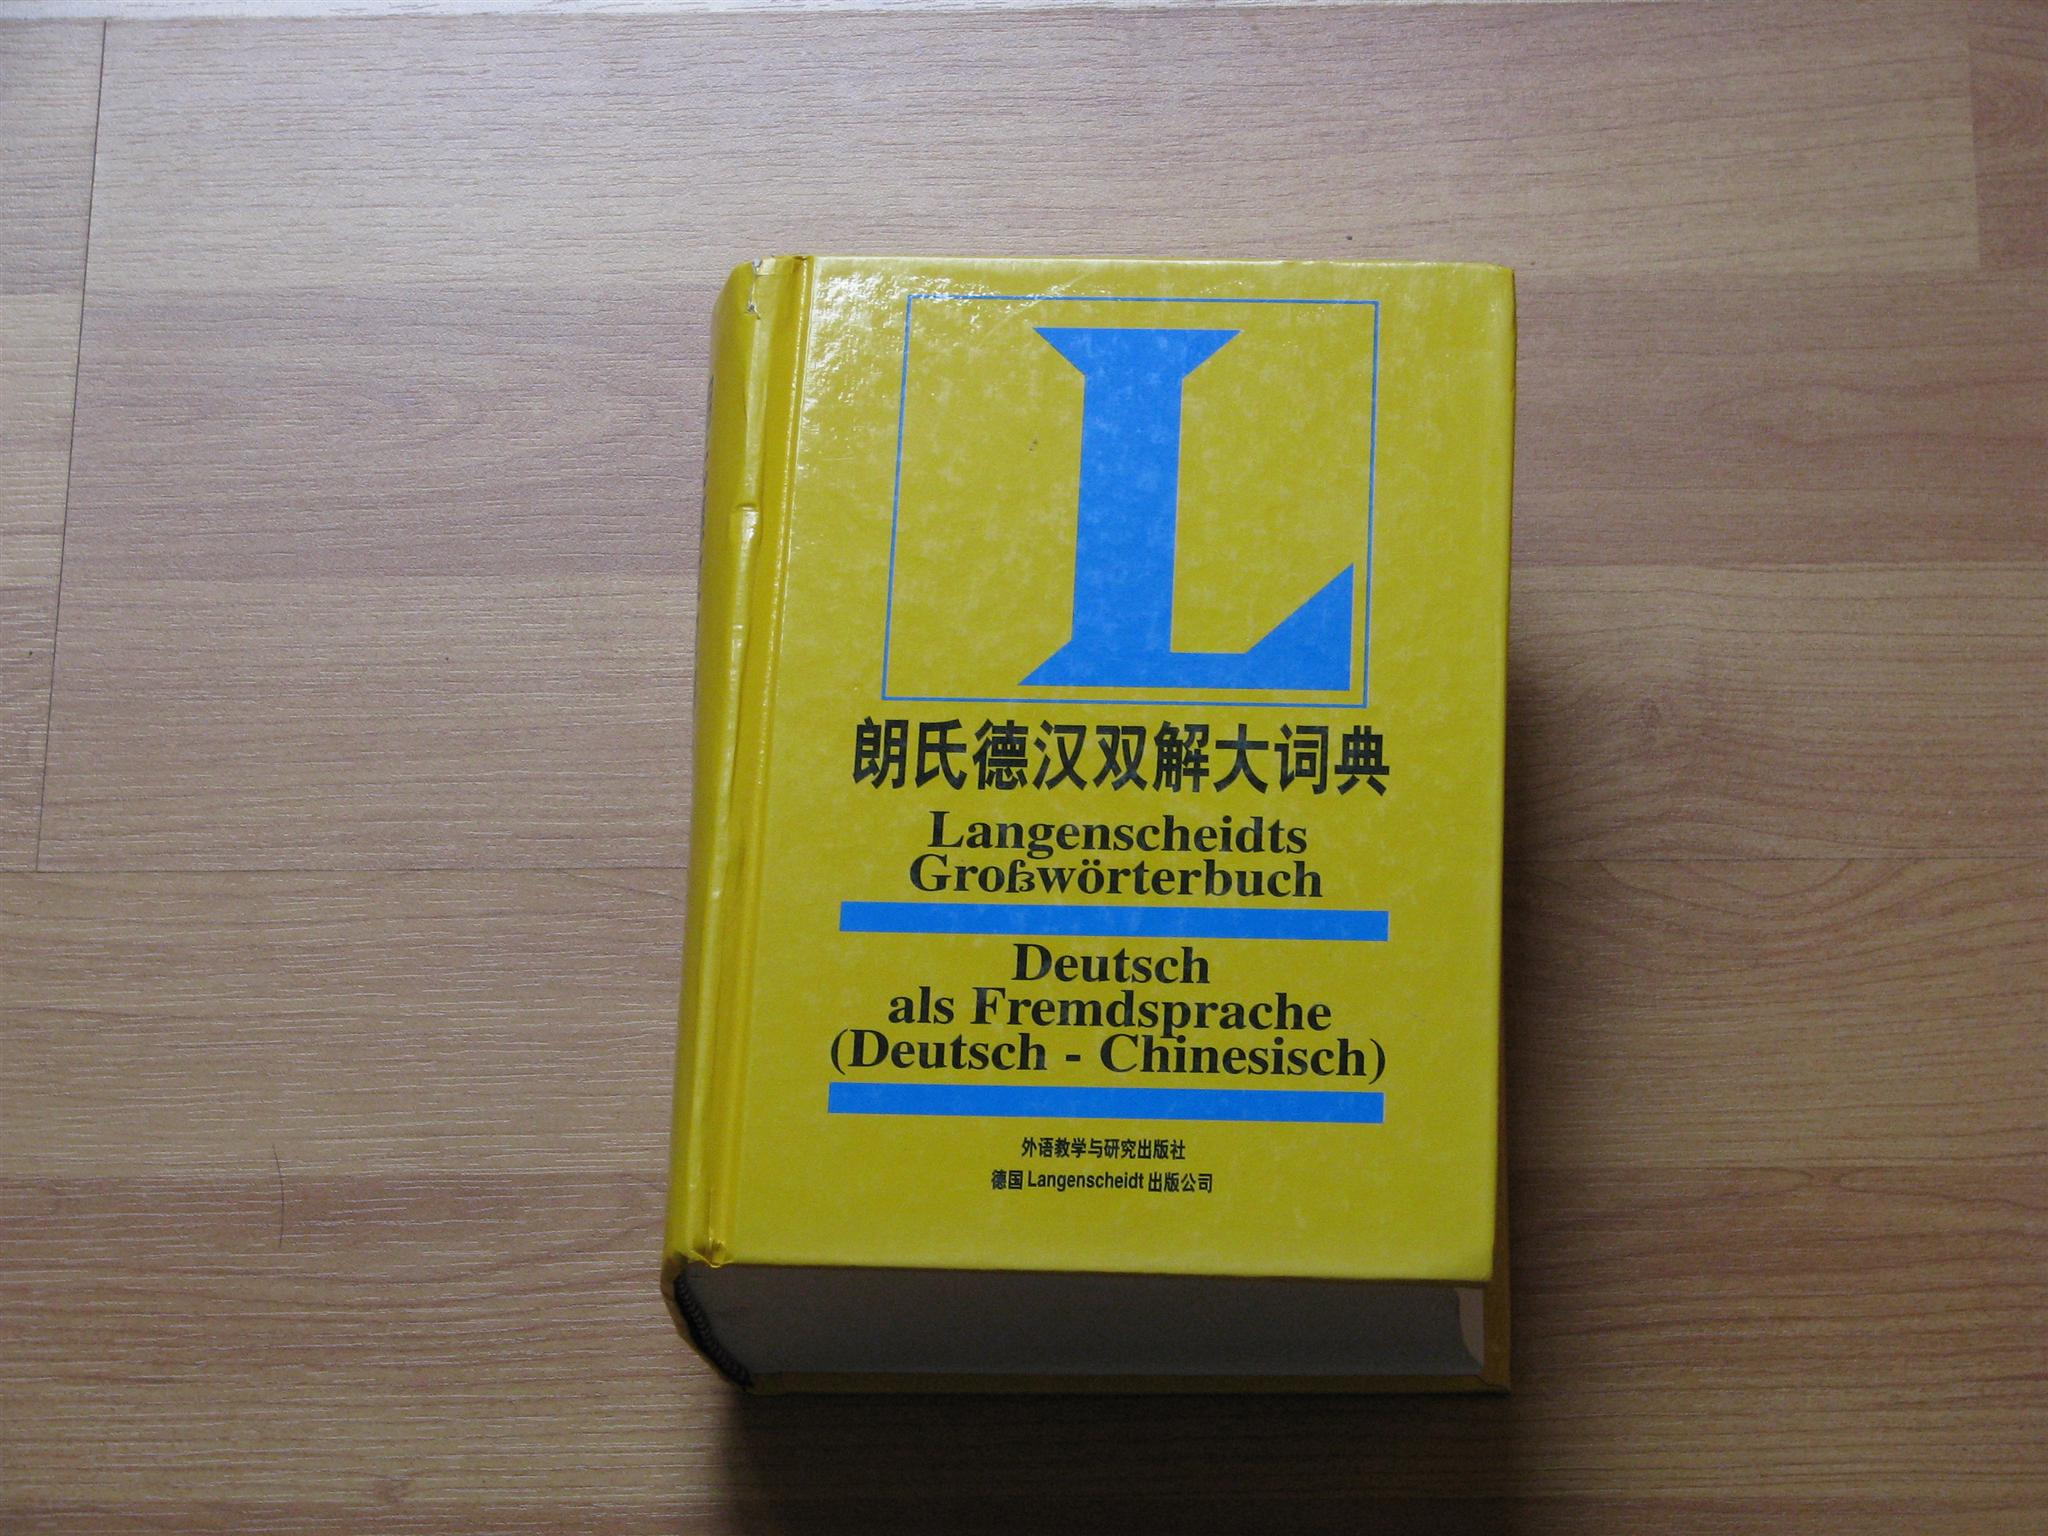 L
朗氏德汉双解大词典
Langenscheidts
Großwörterbuch
Deutsch
als Fremdsprache
(Deutsch - Chinesisch)
外语教学与研究出版社
德国 Langenscheidt 出版公司